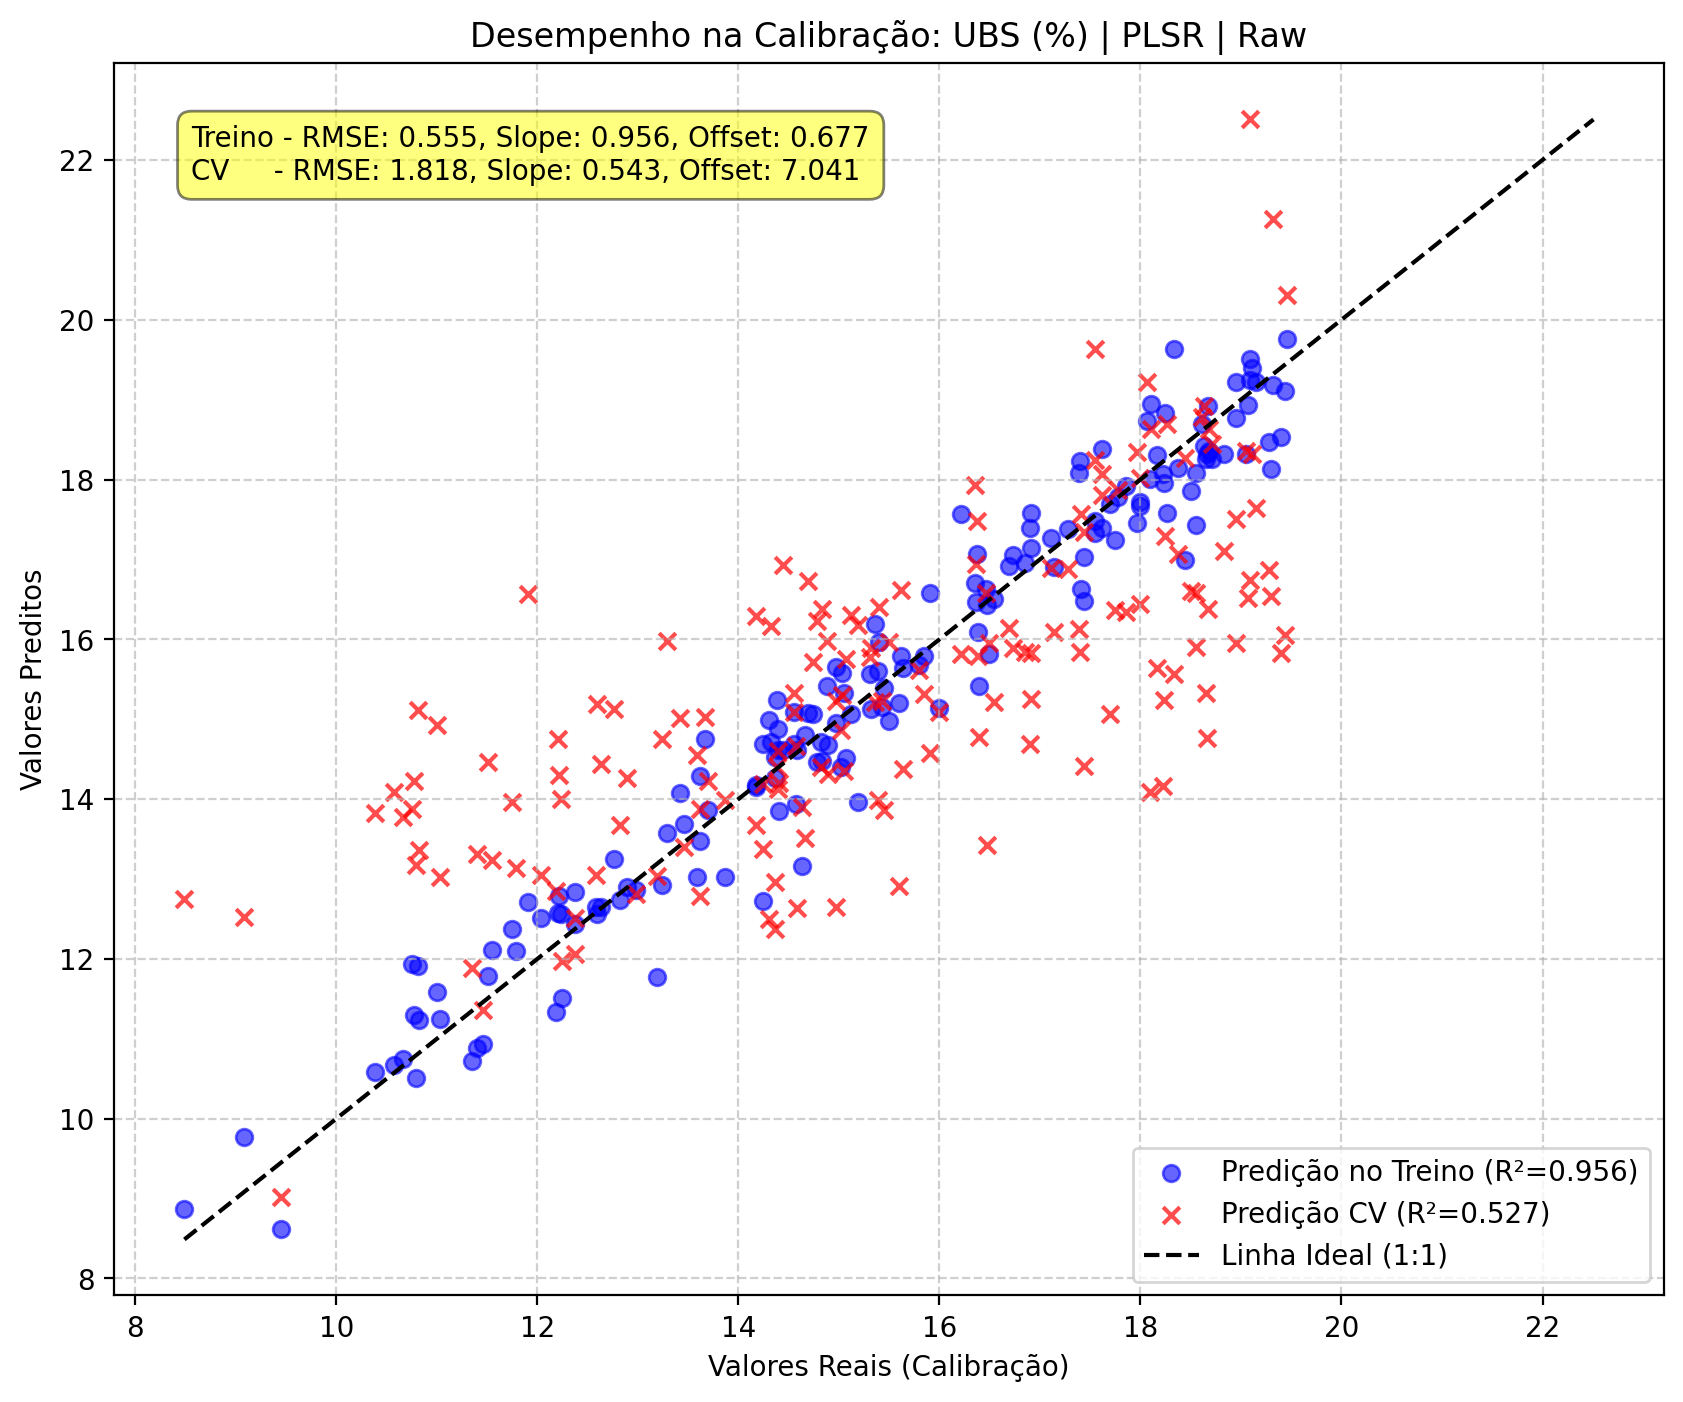 Desempenho na Calibração: UBS (%) | PLSR | Raw
Treino - RMSE: 0.555, Slope: 0.956, Offset: 0.677
CV - RMSE: 1.818, Slope: 0.543, Offset: 7.041
Valores Preditos
22
20
18
16
14
12
10
8
Predição no Treino (R²=0.956)
Predição CV (R²=0.527)
Linha Ideal (1:1)
8 10 12 14 16 18 20 22
Valores Reais (Calibração)